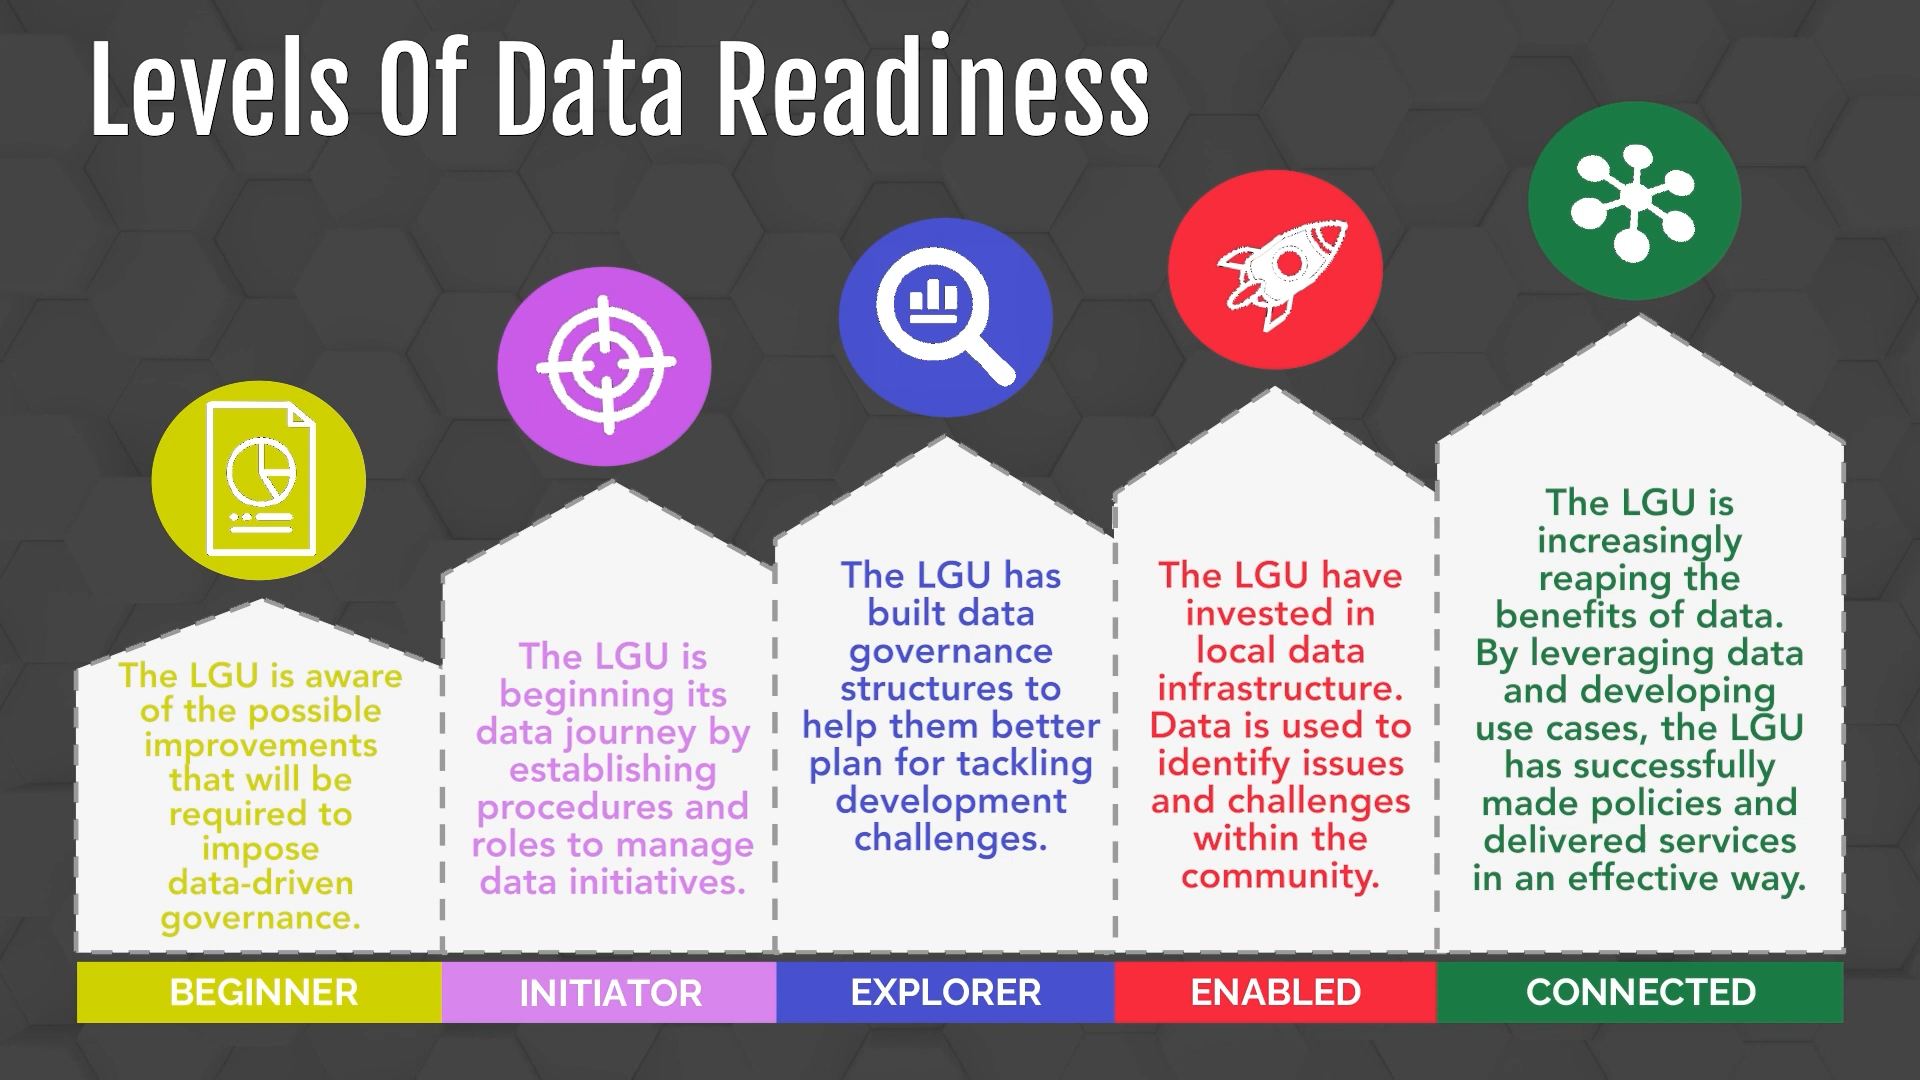 Levels Of Data Readiness
The LGU is aware
of the possible
improvements
that will be
required to
impose
data-driven
governance.
BEGINNER
The LGU is
beginning its
data journey by
establishing
procedures and
roles to manage
data initiatives.
INITIATOR
The LGU has
built data
governance
structures to
help them better
plan for tackling
development
challenges.
EXPLORER
The LGU have
invested in
local data
infrastructure.
Data is used to
identify issues
and challenges
within the
community.
ENABLED
The LGU is
increasingly
reaping the
benefits of data.
By leveraging data
and developing
use cases, the LGU
has successfully
made policies and
delivered services
in an effective way.
CONNECTED